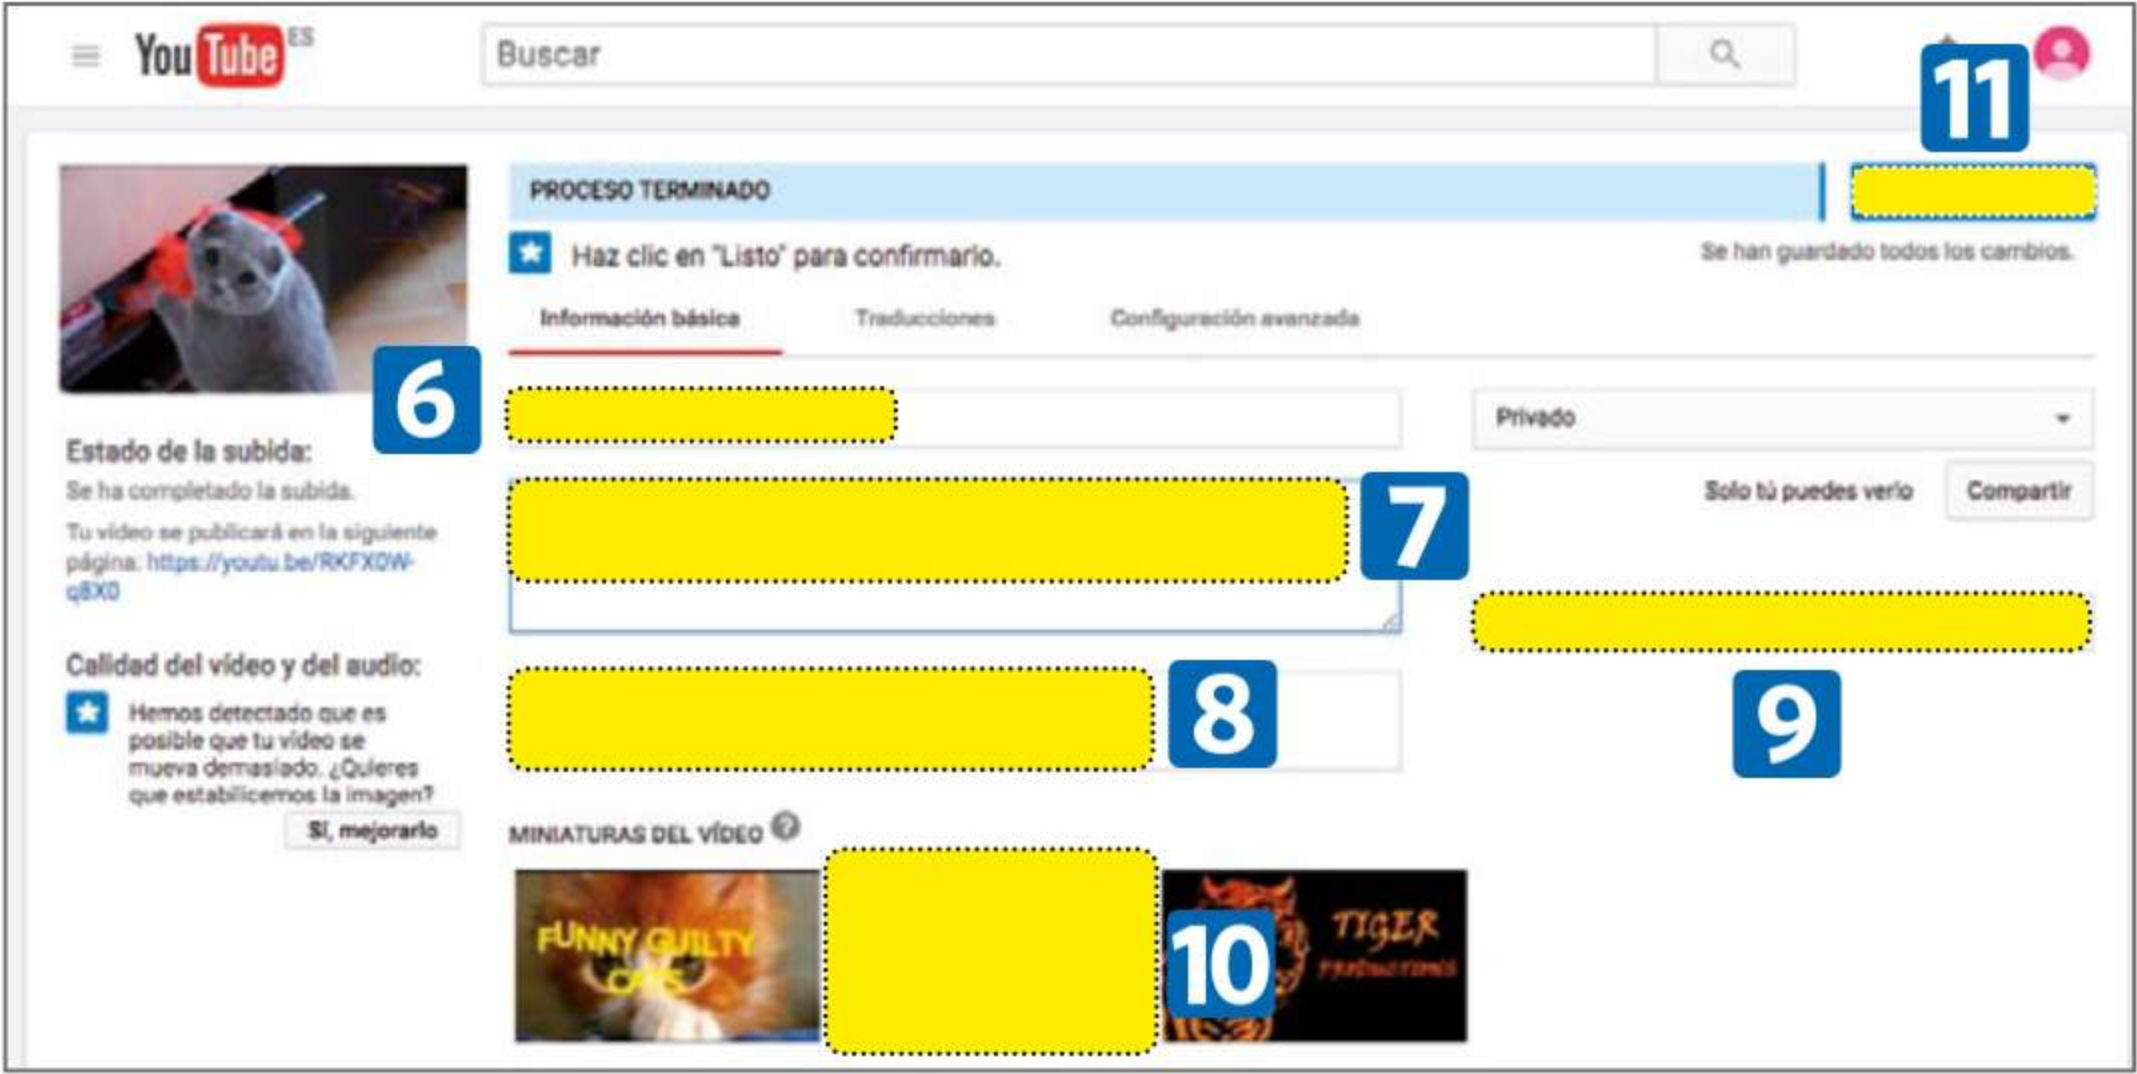 YouTube ES
Buscar
11
PROCESO TERMINADO
Haz clic en "Listo" para confirmarlo.
Se han guardado todos los cambios.
Información básica
Traducciones
Configuración avanzada
6
Privado
Estado de la subida:
Se ha completado la subida.
Tu vídeo se publicará en la siguiente
página: https://youtu.be/RKFX0W-
q8X0
7
Solo tú puedes verlo
Compartir
Calidad del vídeo y del audio:
Hemos detectado que es
posible que tu vídeo se
mueva demasiado. ¿Quieres
que estabilicemos la imagen?
Sí, mejorarlo
8
9
MINIATURAS DEL VÍDEO ?
FUNNY GUILTY
CATS
10
TIGER
PRODUCTIONS